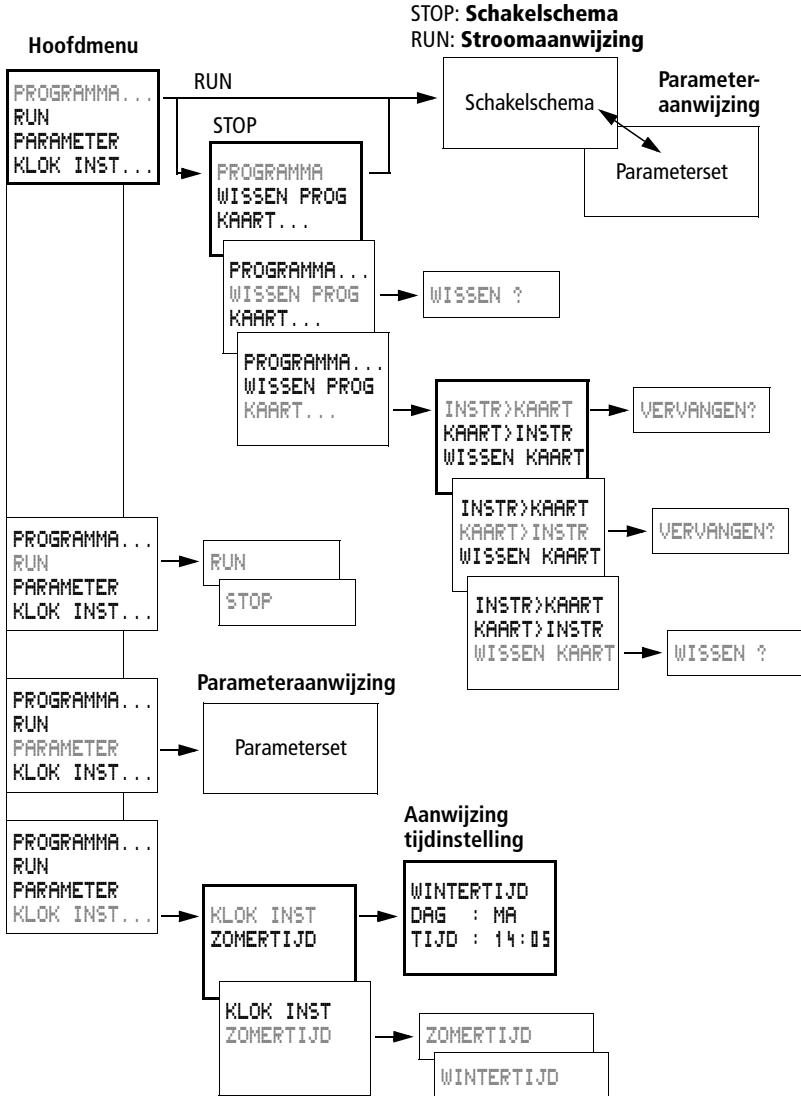 STOP: Schakelschema
RUN: Stroomaanwijzing
Hoofdmenu
PROGRAMMA...
RUN
PARAMETER
KLOK INST...
RUN
STOP
Schakelschema
Parameter-
aanwijzing
Parameterset
PROGRAMMA
WISSEN PROG
KAART...
PROGRAMMA...
WISSEN PROG
KAART...
WISSEN ?
PROGRAMMA...
WISSEN PROG
KAART...
INSTR>KAART
KAART>INSTR
WISSEN KAART
VERVANGEN?
INSTR>KAART
KAART>INSTR
WISSEN KAART
VERVANGEN?
INSTR>KAART
KAART>INSTR
WISSEN KAART
WISSEN ?
PROGRAMMA...
RUN
PARAMETER
KLOK INST...
RUN
STOP
Parameteraanwijzing
PROGRAMMA...
RUN
PARAMETER
KLOK INST...
Parameterset
PROGRAMMA...
RUN
PARAMETER
KLOK INST...
KLOK INST
ZOMERTIJD
Aanwijzing
tijdinstelling
WINTERTIJD
DAG : MA
TIJD : 14:05
KLOK INST
ZOMERTIJD
ZOMERTIJD
WINTERTIJD